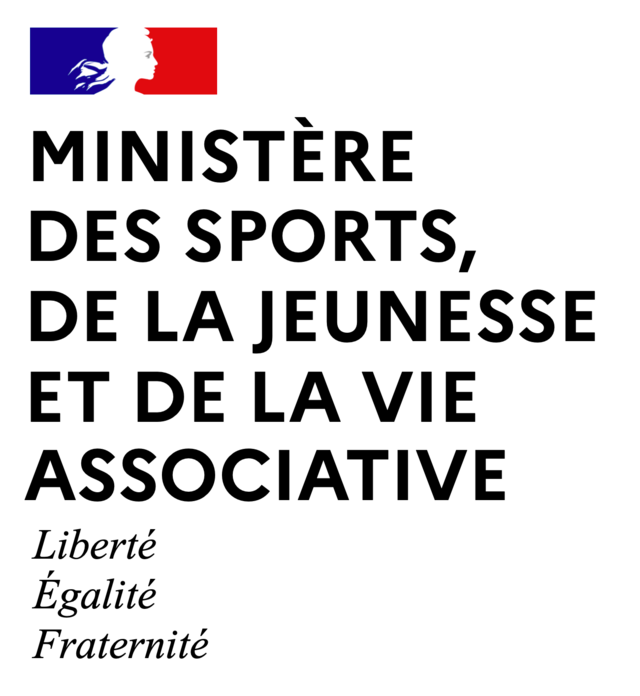 MINISTÈRE
DES SPORTS,
DE LA JEUNESSE
ET DE LA VIE
ASSOCIATIVE
Liberté
Égalité
Fraternité